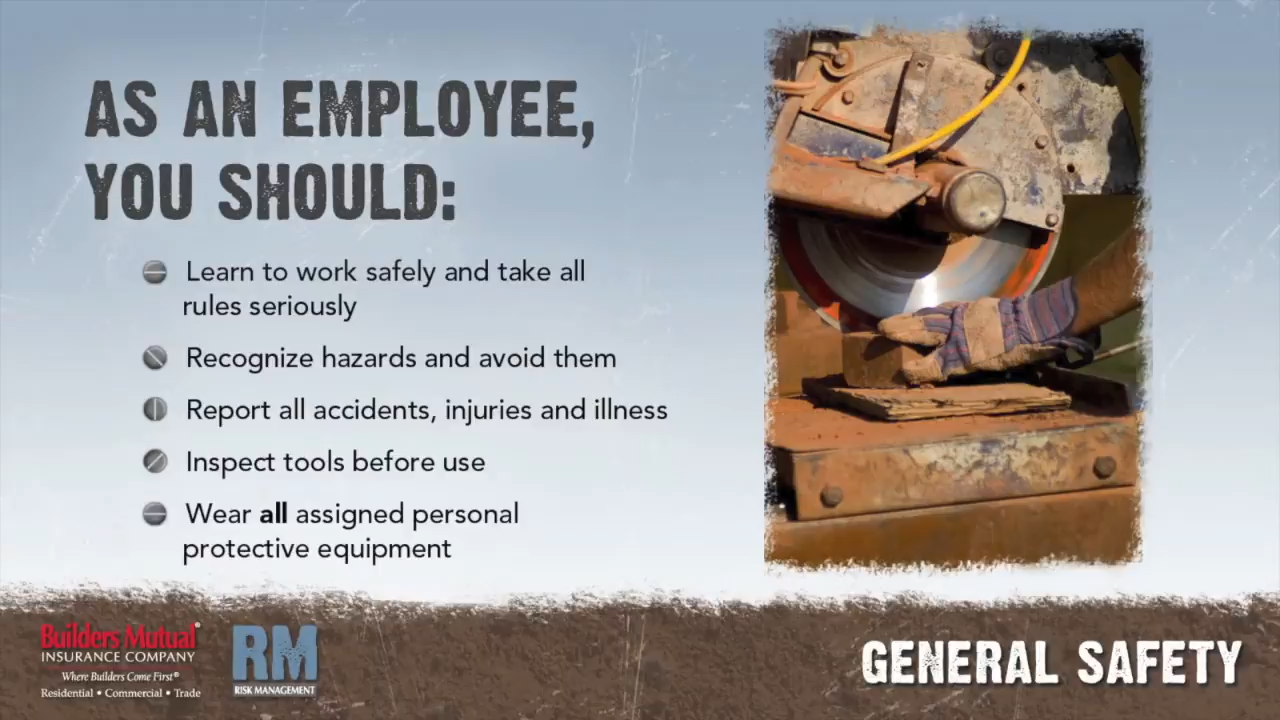 AS AN EMPLOYEE,
YOU SHOULD:
Learn to work safely and take all
rules seriously
Recognize hazards and avoid them
Report all accidents, injuries and illness
Inspect tools before use
Wear all assigned personal
protective equipment
Builders Mutual®
INSURANCE COMPANY
Where Builders Come First®
Residential • Commercial • Trade
RM
RISK MANAGEMENT
GENERAL SAFETY